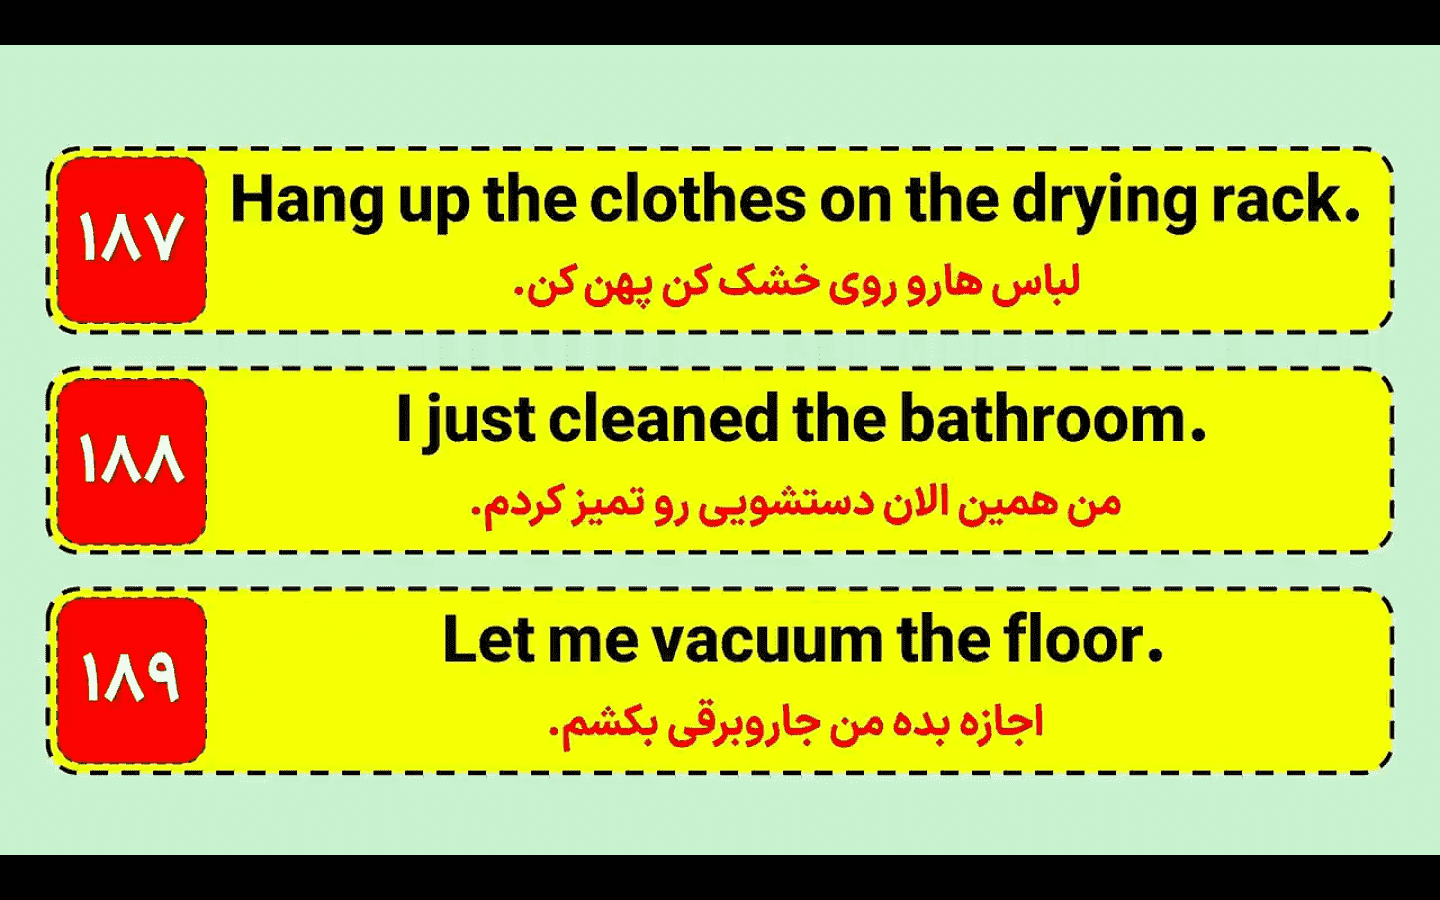 ۱۸۷
Hang up the clothes on the drying rack.
لباس هارو روی خشک کن پهن کن.
۱۸۸
I just cleaned the bathroom.
من همین الان دستشویی رو تمیز کردم.
۱۸۹
Let me vacuum the floor.
اجازه بده من جاروبرقی بکشم.